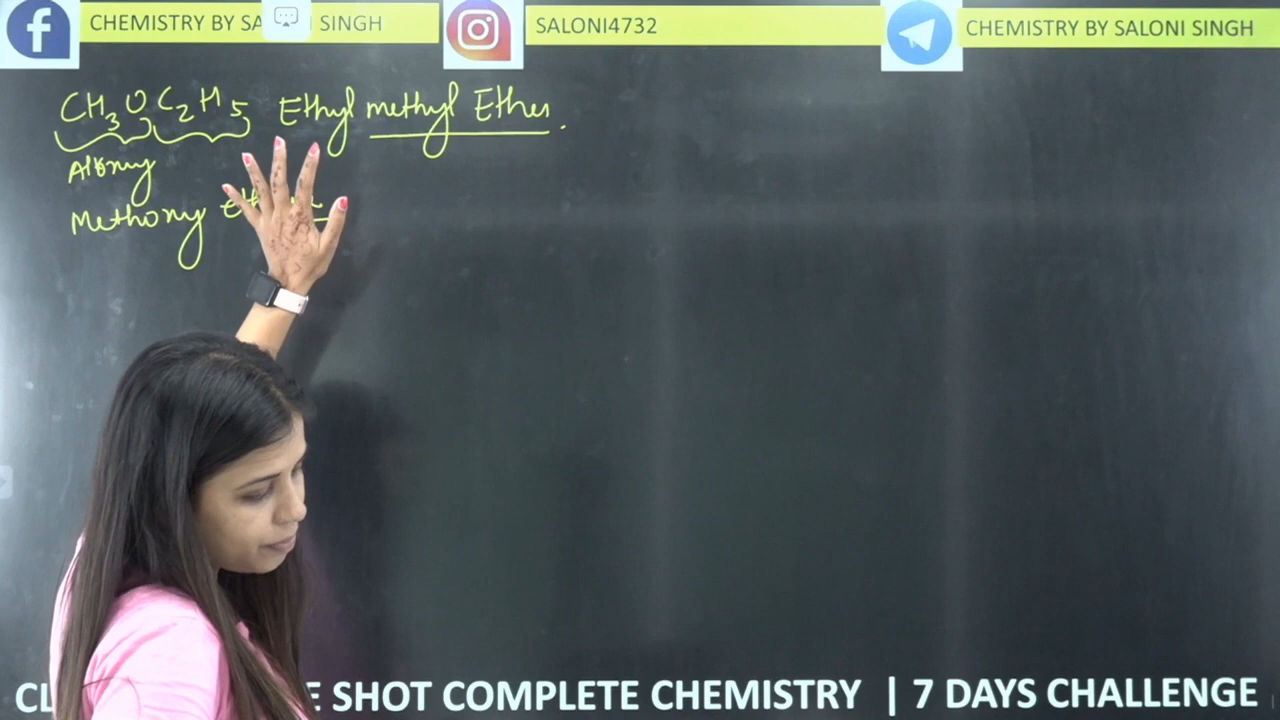 CHEMISTRY BY SA SINGH
SALONI4732
CHEMISTRY BY SALONI SINGH
CH3OC2H5 Ethyl methyl Ether.
Alkoxy
Methoxy
CL E SHOT COMPLETE CHEMISTRY | 7 DAYS CHALLENGE